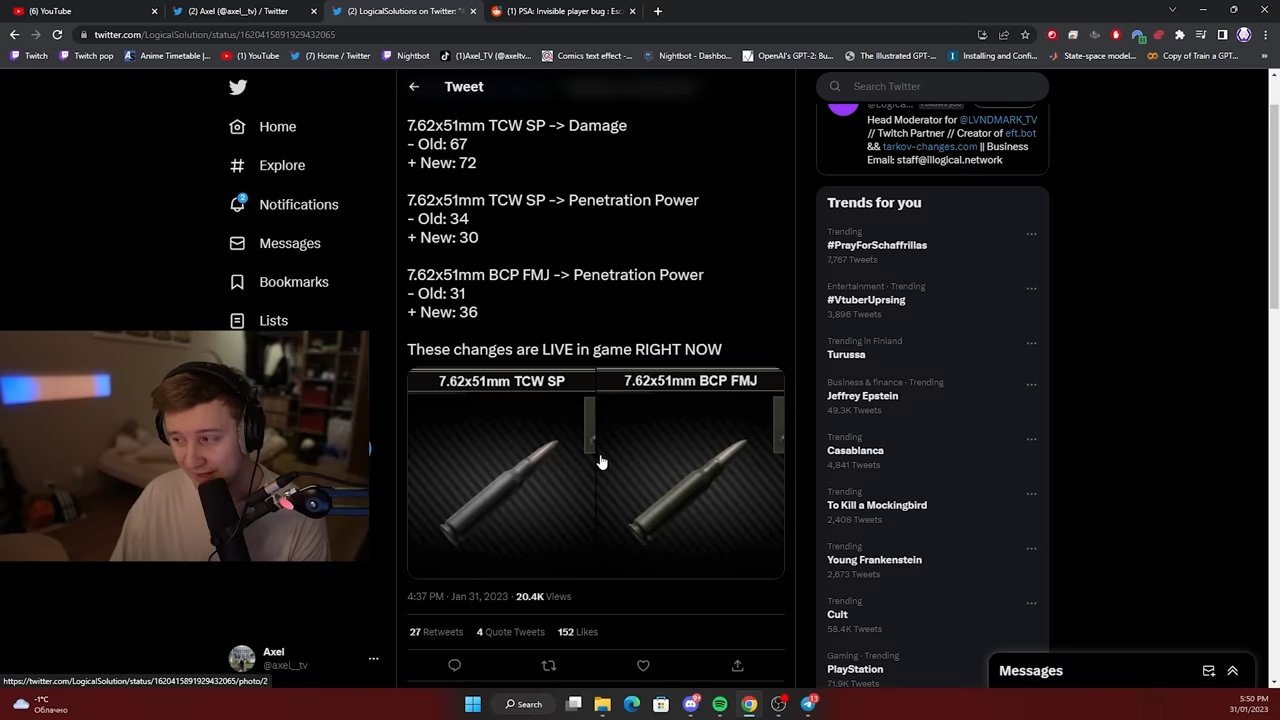 (6) YouTube
(2) Axel (@axel__tv) / Twitter
(2) LogicalSolutions on Twitter: "
(1) PSA: Invisible player bug : Esc
twitter.com/LogicalSolution/status/1620415891929432065
Twitch
Twitch pop
Anime Timetable |...
(1) YouTube
(7) Home / Twitter
Nightbot
(1)Axel_TV (@axeltv...
Comics text effect -...
Nightbot - Dashbo...
OpenAI's GPT-2: Bu...
The Illustrated GPT-...
Installing and Confi...
State-space model...
Copy of Train a GPT...
Tweet
Search Twitter
Home
Explore
2
Notifications
Messages
Bookmarks
Lists
7.62x51mm TCW SP -> Damage
- Old: 67
+ New: 72
7.62x51mm TCW SP -> Penetration Power
- Old: 34
+ New: 30
7.62x51mm BCP FMJ -> Penetration Power
- Old: 31
+ New: 36
These changes are LIVE in game RIGHT NOW
7.62x51mm TCW SP
7.62x51mm BCP FMJ
4:37 PM · Jan 31, 2023 · 20.4K Views
27 Retweets 4 Quote Tweets 152 Likes
@Logica... Follows you
Head Moderator for @LVNDMARK_TV
// Twitch Partner // Creator of eft.bot
&& tarkov-changes.com || Business
Email: staff@illogical.network
Trends for you
Trending
#PrayForSchaffrillas
7,767 Tweets
Entertainment · Trending
#VtuberUprsing
3,896 Tweets
Trending in Finland
Turussa
Business & finance · Trending
Jeffrey Epstein
49.3K Tweets
Trending
Casablanca
4,841 Tweets
Trending
To Kill a Mockingbird
2,408 Tweets
Trending
Young Frankenstein
2,673 Tweets
Trending
Cult
58.4K Tweets
Gaming · Trending
PlayStation
71.9K Tweets
Messages
Axel
@axel__tv
https://twitter.com/LogicalSolution/status/1620415891929432065/photo/2
-1°C
Облачно
Search
13
5:50 PM
31/01/2023